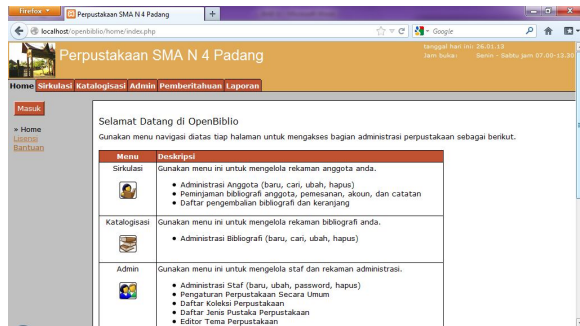 Firefox
Perpustakaan SMA N 4 Padang
localhost/openbiblio/home/index.php
Google
Perpustakaan SMA N 4 Padang
tanggal hari ini: 26.01.13
Jam buka: Senin - Sabtu jam 07.00-13.30
Home Sirkulasi Katalogisasi Admin Pemberitahuan Laporan
Masuk
» Home
Lisensi
Bantuan
Selamat Datang di OpenBiblio
Gunakan menu navigasi diatas tiap halaman untuk mengakses bagian administrasi perpustakaan sebagai berikut.
Menu Deskripsi
Sirkulasi Gunakan menu ini untuk mengelola rekaman anggota anda.
• Administrasi Anggota (baru, cari, ubah, hapus)
• Peminjaman bibliografi anggota, pemesanan, akoun, dan catatan
• Daftar pengembalian bibliografi dan keranjang
Katalogisasi Gunakan menu ini untuk mengelola rekaman bibliografi anda.
• Administrasi Bibliografi (baru, cari, ubah, hapus)
Admin Gunakan menu ini untuk mengelola staf dan rekaman administrasi.
• Administrasi Staf (baru, ubah, password, hapus)
• Pengaturan Perpustakaan Secara Umum
• Daftar Koleksi Perpustakaan
• Daftar Jenis Pustaka Perpustakaan
• Editor Tema Perpustakaan